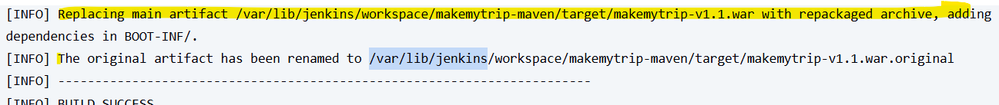 [INFO] Replacing main artifact /var/lib/jenkins/workspace/makemytrip-maven/target/makemytrip-v1.1.war with repackaged archive, adding
dependencies in BOOT-INF/.
[INFO] The original artifact has been renamed to /var/lib/jenkins/workspace/makemytrip-maven/target/makemytrip-v1.1.war.original
[INFO] ------------------------------------------------------------------------
[INFO] BUILD SUCCESS